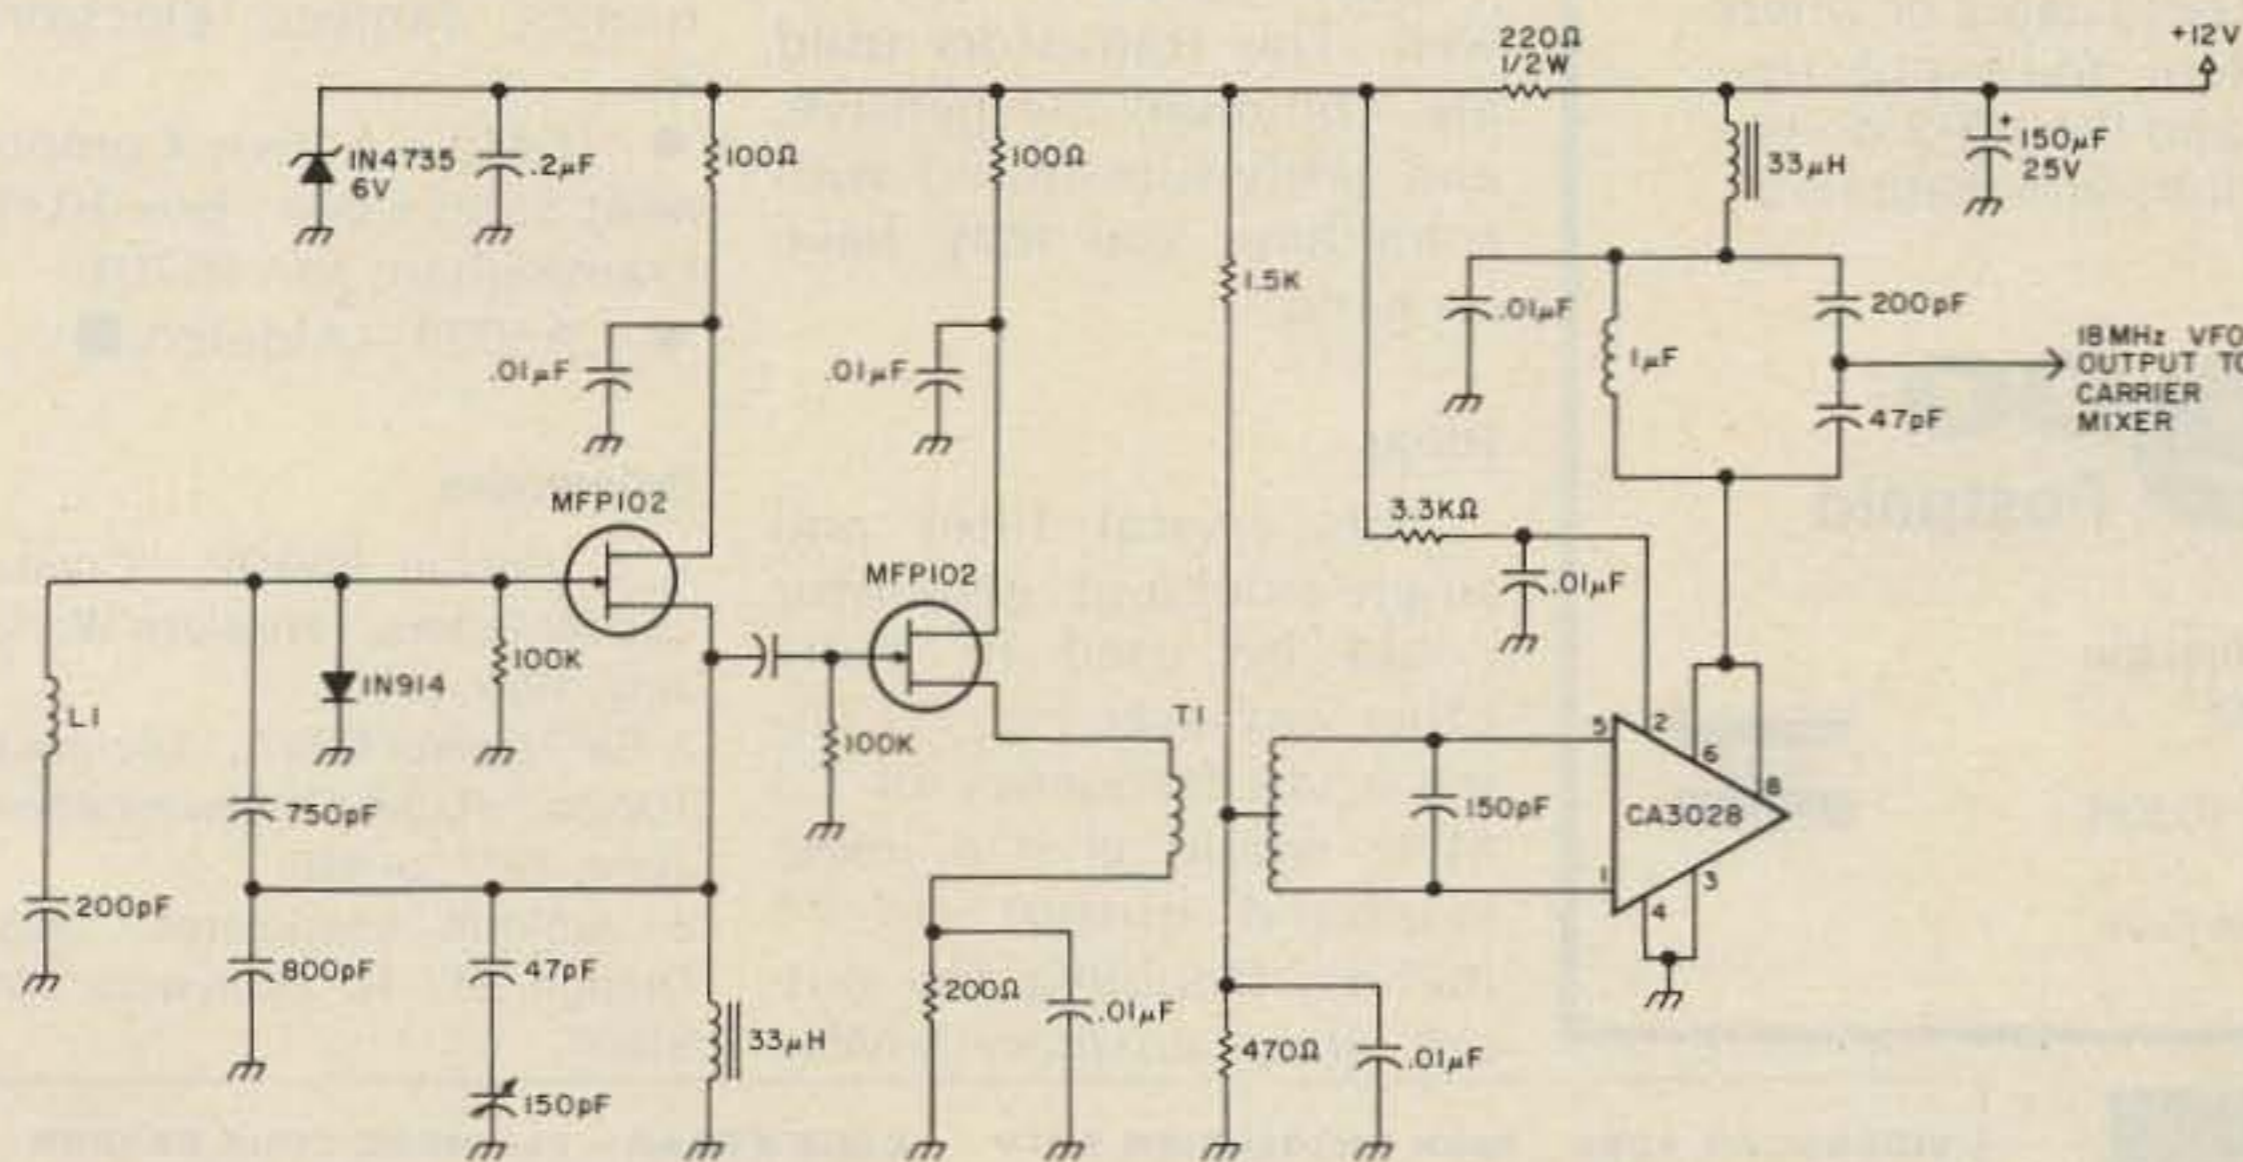 +12V
220Ω
1/2W
IN4735
6V
.2µF
100Ω
100Ω
33µH
150µF
25V
+
1.5K
.01µF
200pF
.01µF
.01µF
1µF
18MHz VFO
OUTPUT TO
CARRIER
MIXER
47pF
MFP102
3.3KΩ
MFP102
.01µF
100K
IN914
L1
T1
100K
5
2
6
8
750pF
150pF
CA3028
1
3
4
200pF
800pF
47pF
200Ω
.01µF
33µH
470Ω
.01µF
150pF